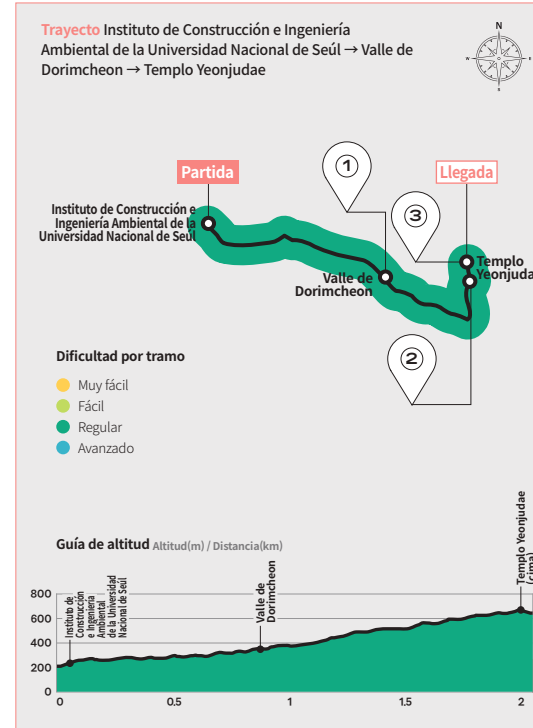 Trayecto Instituto de Construcción e Ingeniería
Ambiental de la Universidad Nacional de Seúl → Valle de
Dorimcheon → Templo Yeonjudae
N
W
E
S
1
Partida
Llegada
3
Instituto de Construcción e
Ingeniería Ambiental de la
Universidad Nacional de Seúl
Templo
Yeonjuda
Valle de
Dorimcheon
2
Dificultad por tramo
Muy fácil
Fácil
Regular
Avanzado
Guía de altitud Altitud(m) / Distancia(km)
Instituto de
Construcción
e Ingeniería
Ambiental
de la Universidad
Nacional de Seúl
Valle de
Dorimcheon
Templo Yeonjudae
(cima)
800
600
400
200
0
0 0.5 1 1.5 2